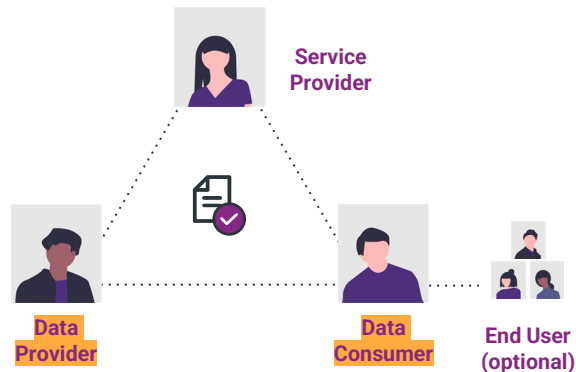 Service
Provider
Data
Provider
Data
Consumer
End User
(optional)